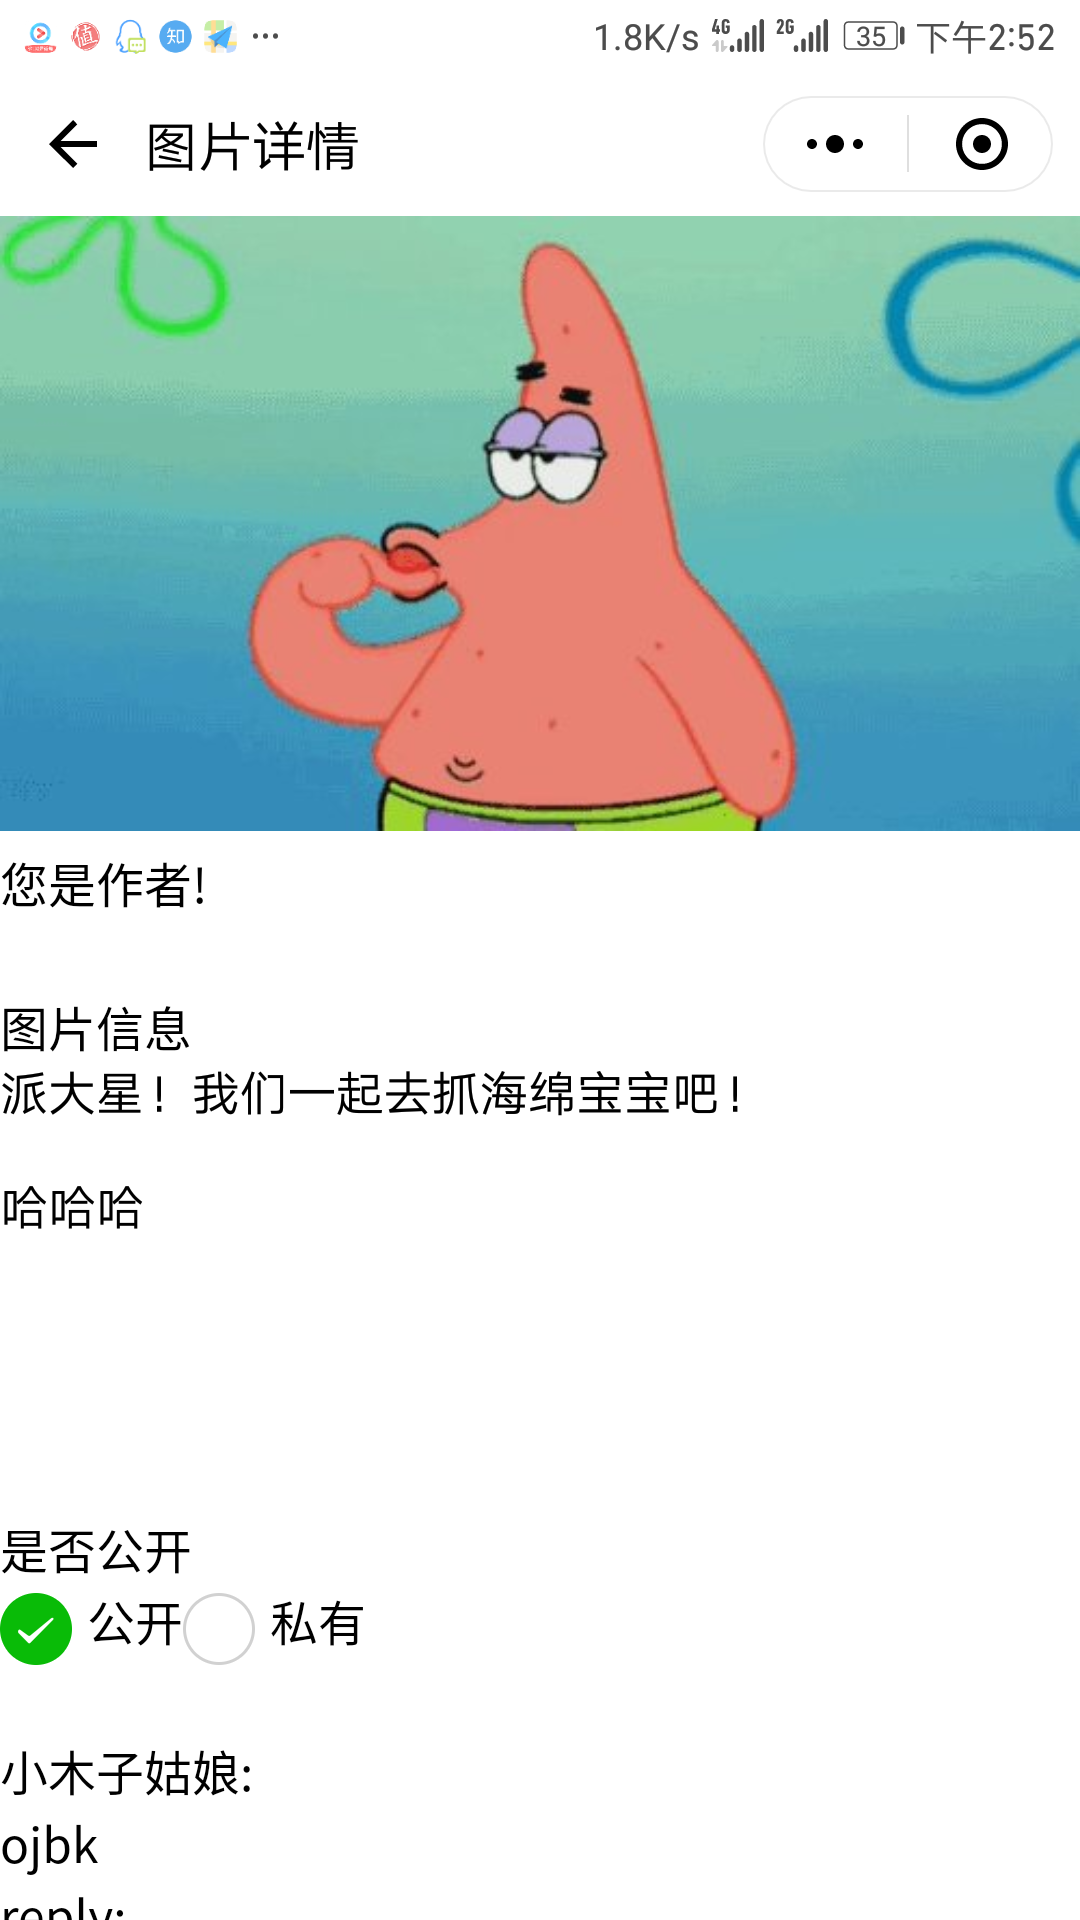 1.8K/s 4G 2G 35 下午2:52
值 知
图片详情
您是作者!
图片信息
派大星！我们一起去抓海绵宝宝吧！
哈哈哈
是否公开
公开 私有
小木子姑娘:
ojbk
reply: